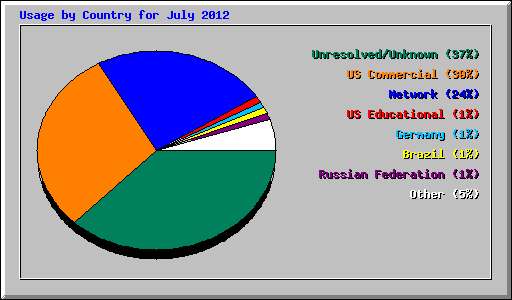 Usage by Country for July 2012
Unresolved/Unknown (37%)
US Commercial (30%)
Network (24%)
US Educational (1%)
Germany (1%)
Brazil (1%)
Russian Federation (1%)
Other (5%)